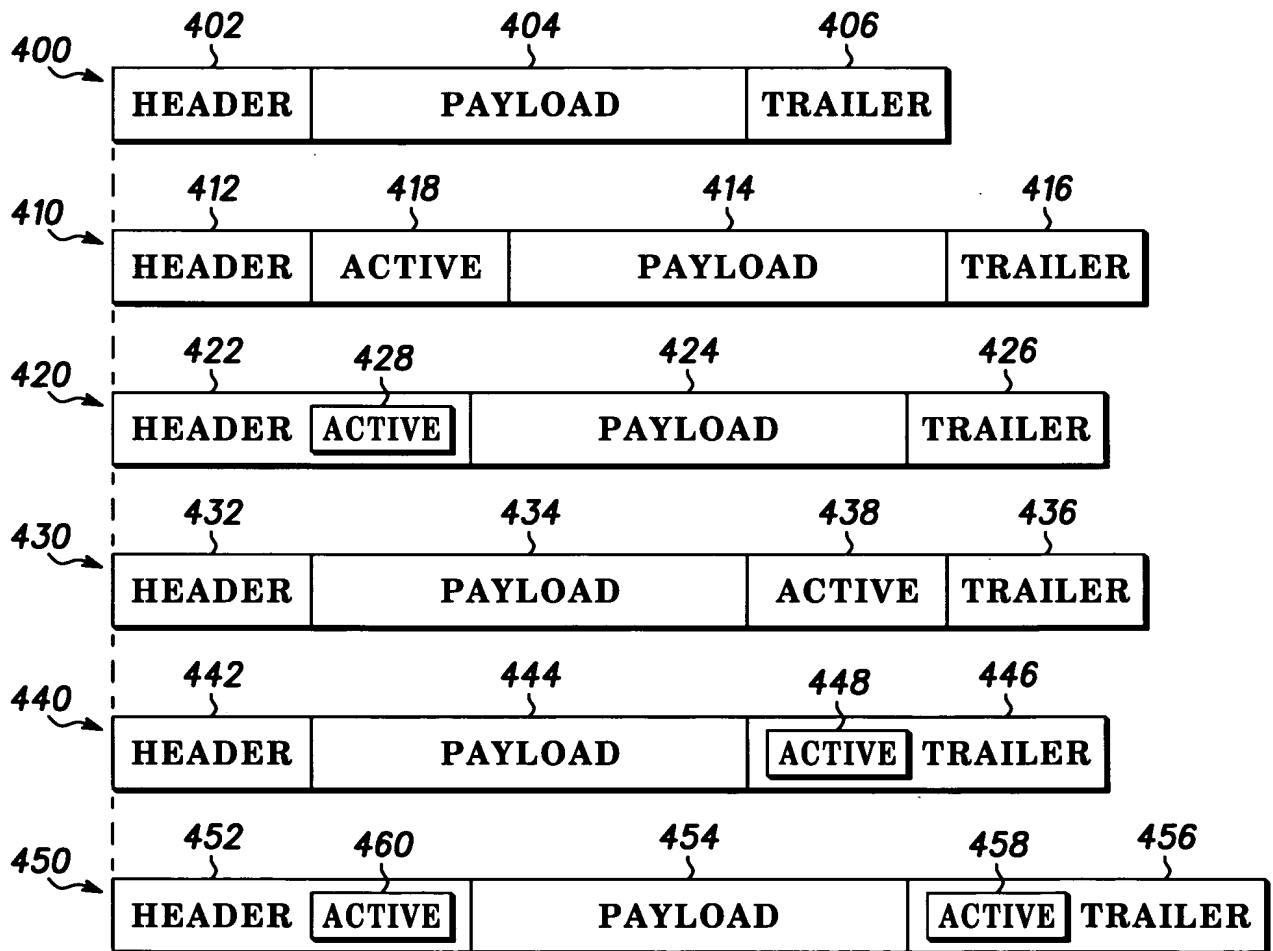 402 404 406
400
HEADER PAYLOAD TRAILER
412 418 414 416
410
HEADER ACTIVE PAYLOAD TRAILER
422 428 424 426
420
HEADER ACTIVE PAYLOAD TRAILER
432 434 438 436
430
HEADER PAYLOAD ACTIVE TRAILER
442 444 448 446
440
HEADER PAYLOAD ACTIVE TRAILER
452 460 454 458 456
450
HEADER ACTIVE PAYLOAD ACTIVE TRAILER